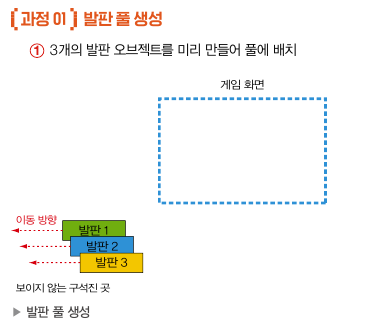 과정 01 발판 풀 생성
① 3개의 발판 오브젝트를 미리 만들어 풀에 배치
게임 화면
이동 방향
발판 1
발판 2
발판 3
보이지 않는 구석진 곳
▶ 발판 풀 생성